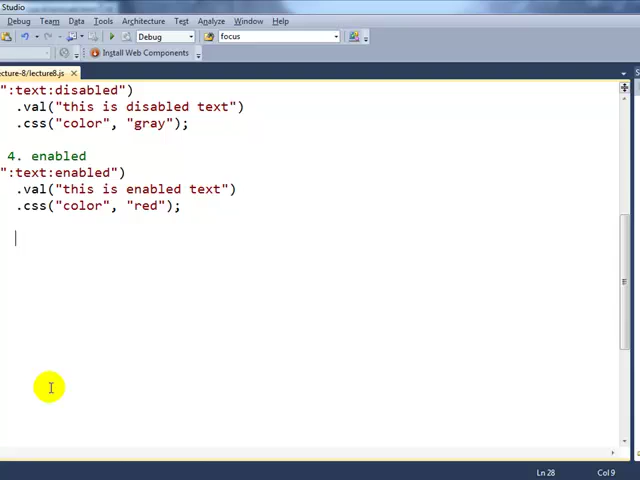 Studio
Debug Team Data Tools Architecture Test Analyze Window Help
Debug focus
Install Web Components
ecture-8/lecture8.js
":text:disabled")
.val("this is disabled text")
.css("color", "gray");
4. enabled
":text:enabled")
.val("this is enabled text")
.css("color", "red");
Ln 28 Col 9